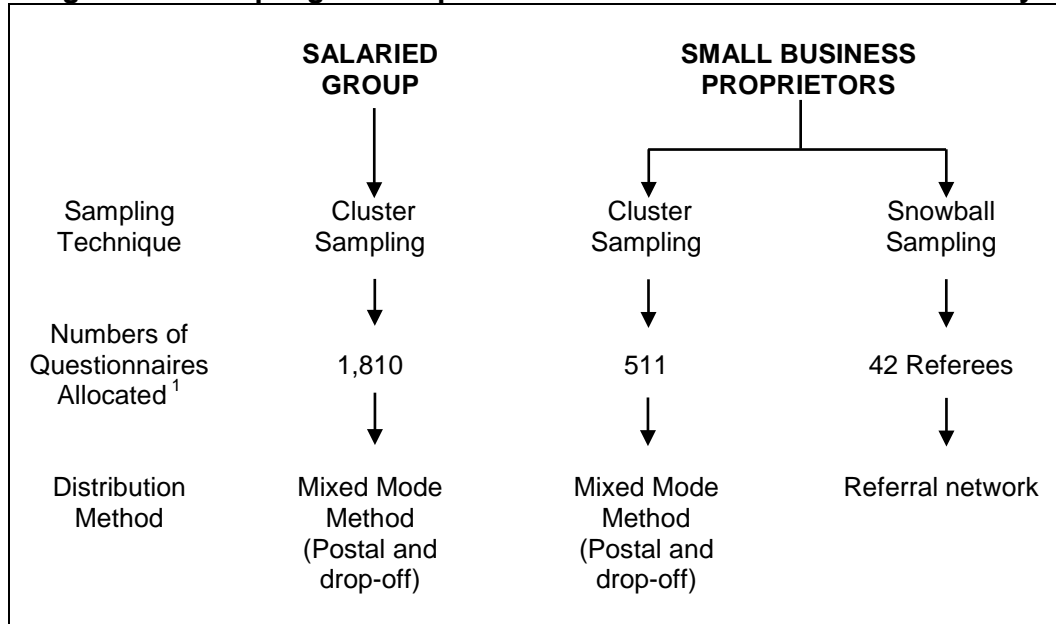 SALARIED
GROUP
SMALL BUSINESS
PROPRIETORS
Sampling
Technique
Cluster
Sampling
Cluster
Sampling
Snowball
Sampling
Numbers of
Questionnaires
Allocated 1
1,810
511
42 Referees
Distribution
Method
Mixed Mode
Method
(Postal and
drop-off)
Mixed Mode
Method
(Postal and
drop-off)
Referral network